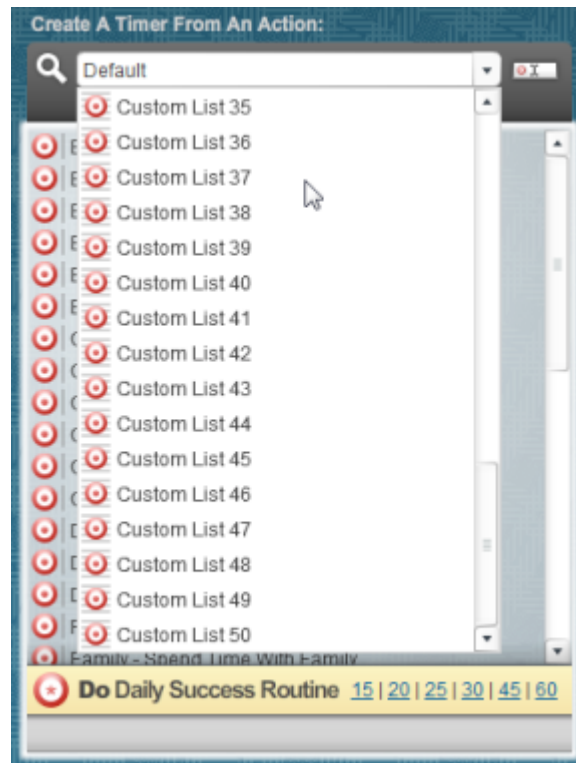 Create A Timer From An Action:
Default
Custom List 35
Custom List 36
Custom List 37
Custom List 38
Custom List 39
Custom List 40
Custom List 41
Custom List 42
Custom List 43
Custom List 44
Custom List 45
Custom List 46
Custom List 47
Custom List 48
Custom List 49
Custom List 50
Family - Spend Time With Family
Do Daily Success Routine 15 | 20 | 25 | 30 | 45 | 60